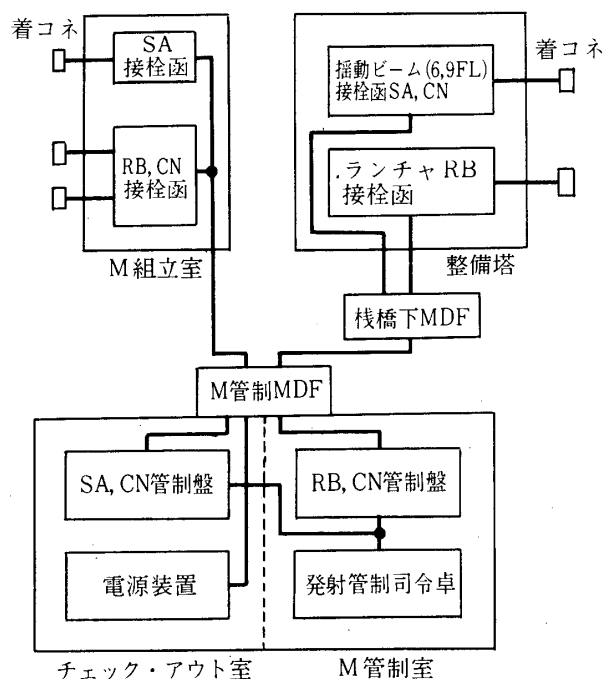 着コネ
SA
接栓函
RB, CN
接栓函
M組立室
揺動ビーム(6,9FL)
接栓函SA, CN
着コネ
ランチャRB
接栓函
整備塔
桟橋下MDF
M管制MDF
SA, CN管制盤
RB, CN管制盤
電源装置
発射管制司令卓
チェック・アウト室
M管制室